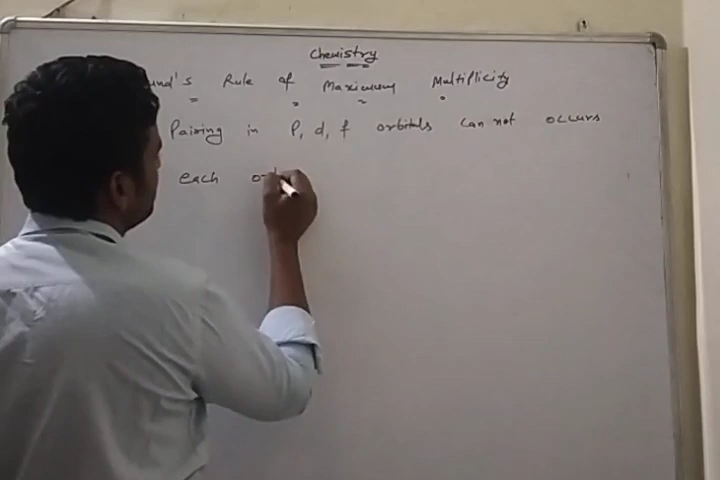 Chemistry
und's Rule of Maximum Multiplicity
Pairing in P, d, f orbitals can not occurs
each